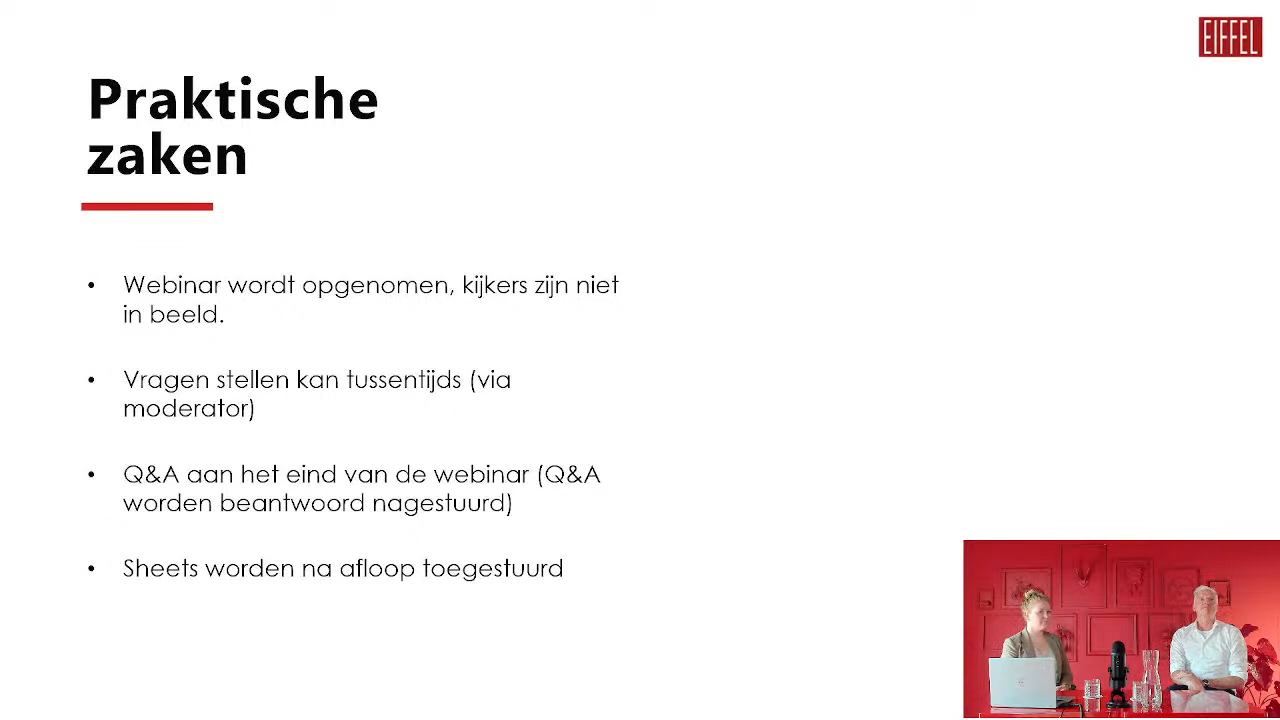 EIFFEL
Praktische
zaken
• Webinar wordt opgenomen, kijkers zijn niet
in beeld.
• Vragen stellen kan tussentijds (via
moderator)
• Q&A aan het eind van de webinar (Q&A
worden beantwoord nagestuurd)
• Sheets worden na afloop toegestuurd